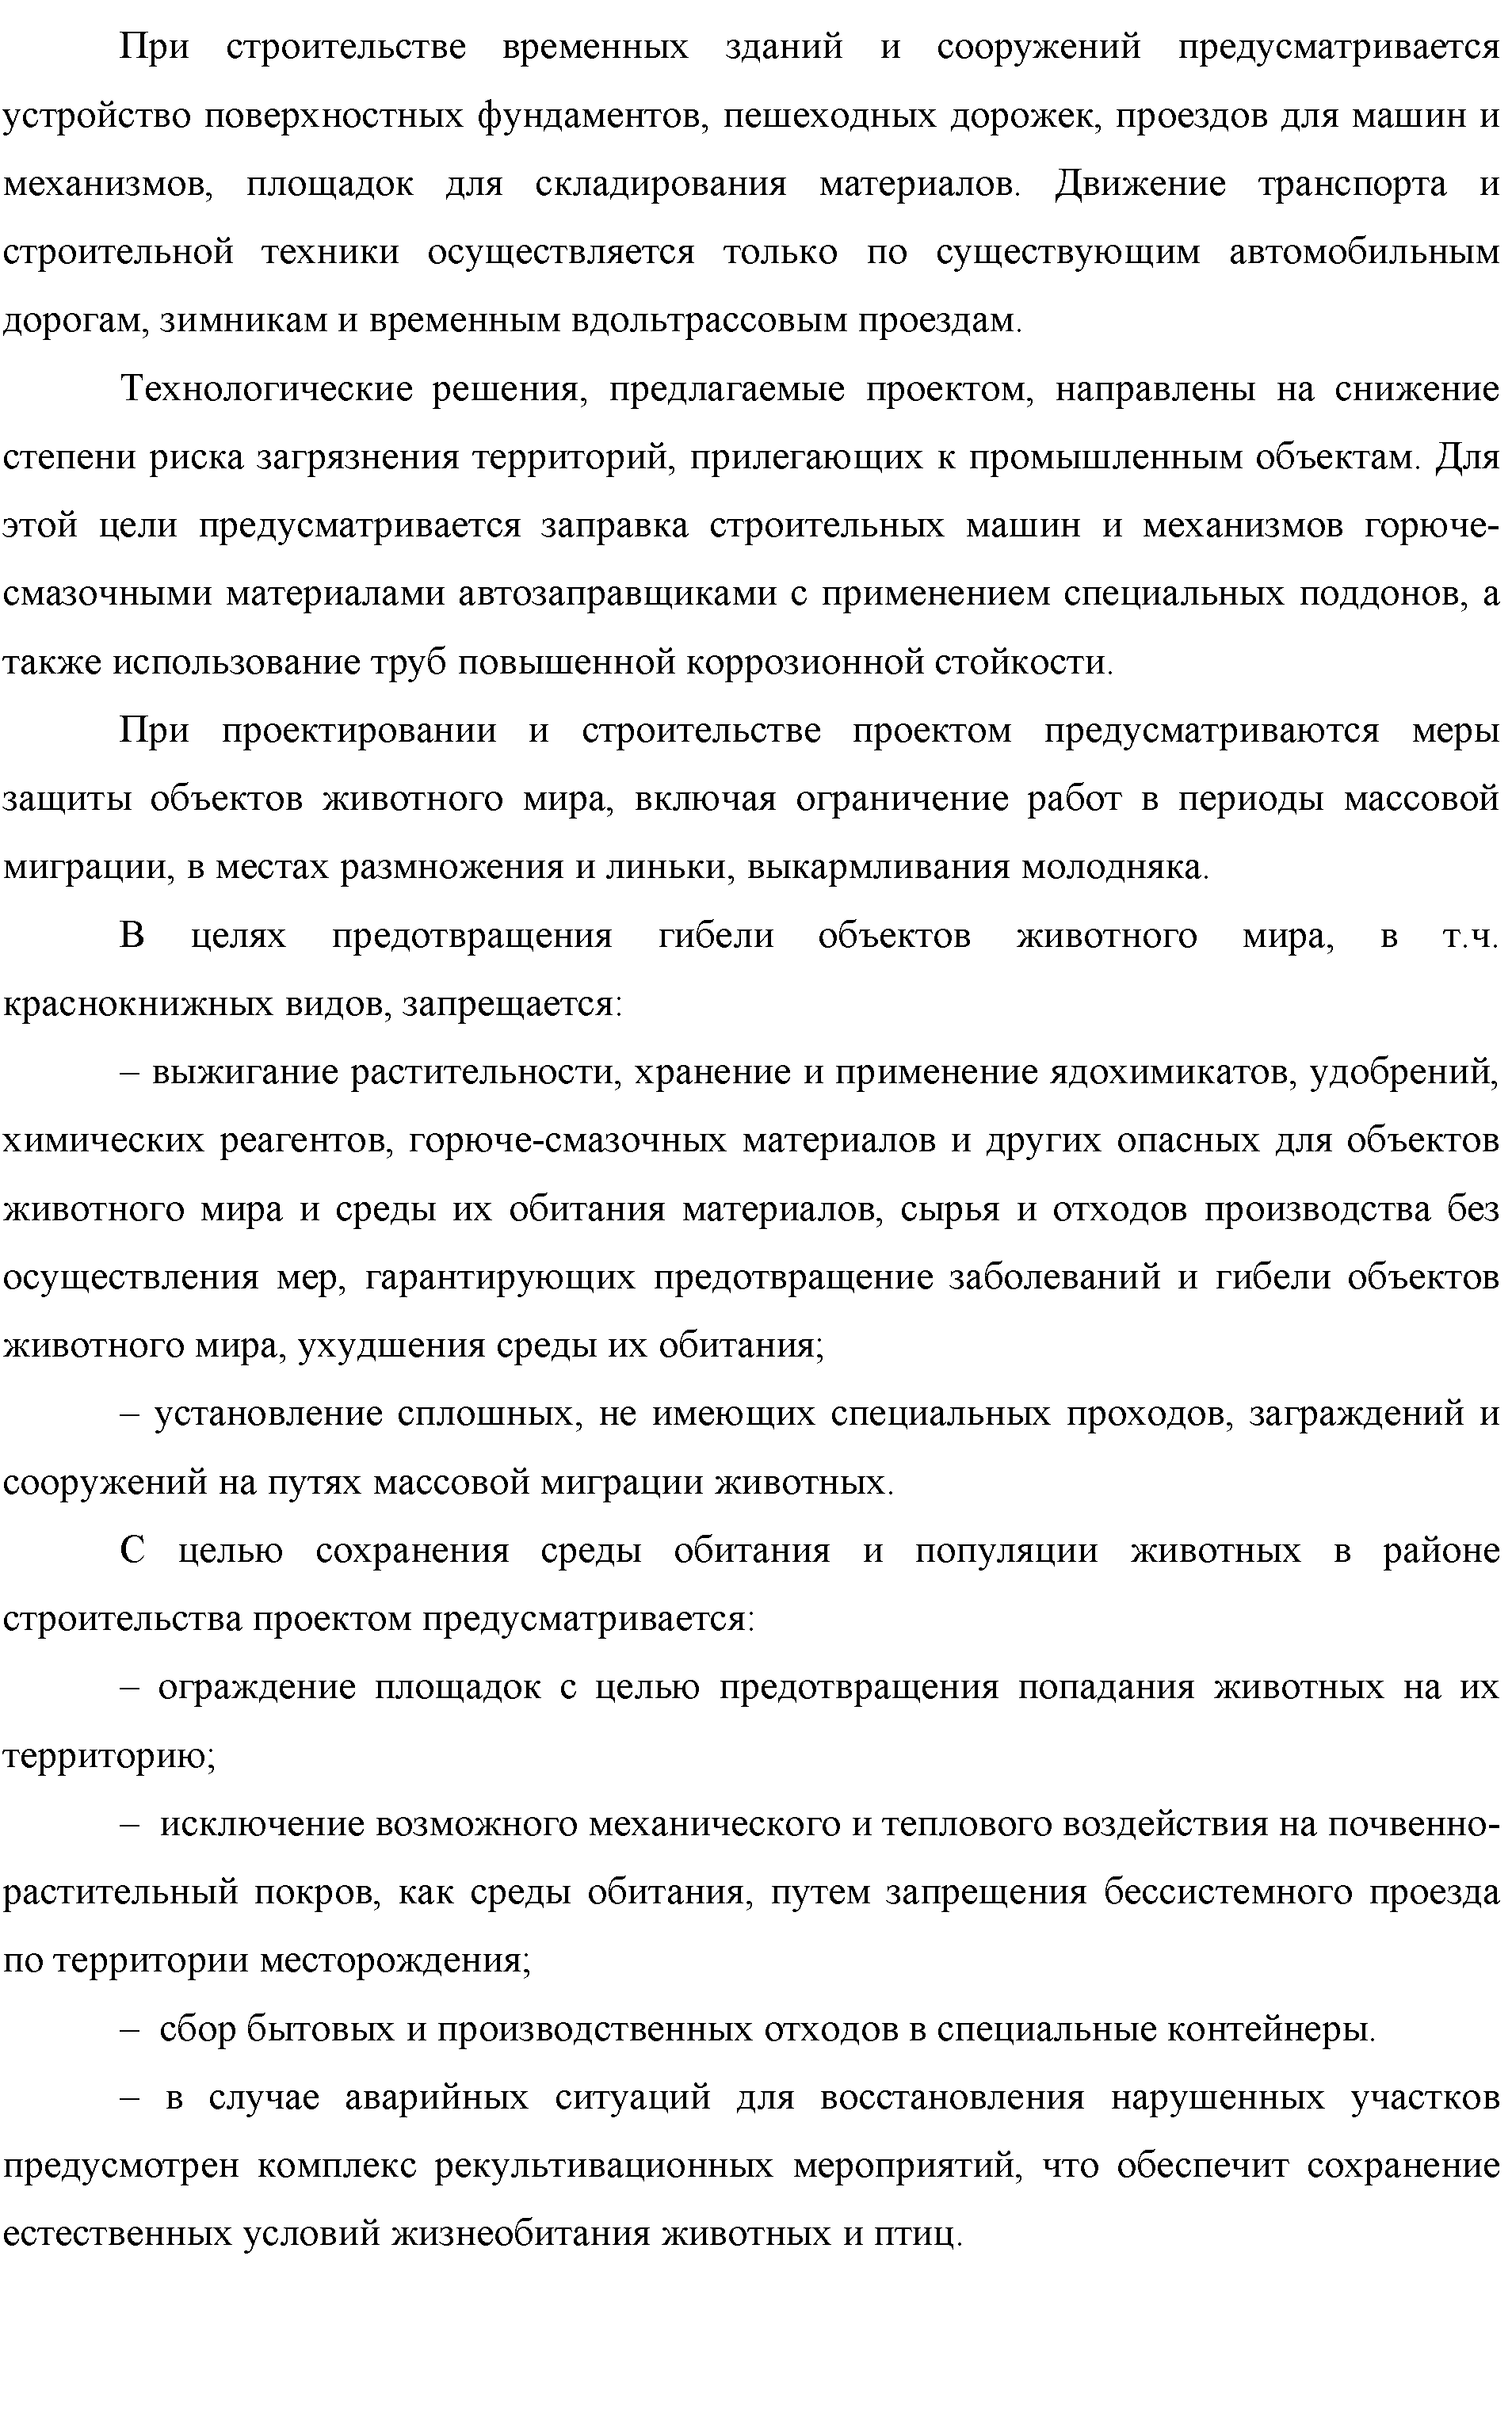 При строительстве временных зданий и сооружений предусматривается
устройство поверхностных фундаментов, пешеходных дорожек, проездов для машин и
механизмов, площадок для складирования материалов. Движение транспорта и
строительной техники осуществляется только по существующим автомобильным
дорогам, зимникам и временным вдольтрассовым проездам.
Технологические решения, предлагаемые проектом, направлены на снижение
степени риска загрязнения территорий, прилегающих к промышленным объектам. Для
этой цели предусматривается заправка строительных машин и механизмов горюче-
смазочными материалами автозаправщиками с применением специальных поддонов, а
также использование труб повышенной коррозионной стойкости.
При проектировании и строительстве проектом предусматриваются меры
защиты объектов животного мира, включая ограничение работ в периоды массовой
миграции, в местах размножения и линьки, выкармливания молодняка.
В целях предотвращения гибели объектов животного мира, в т.ч.
краснокнижных видов, запрещается:
– выжигание растительности, хранение и применение ядохимикатов, удобрений,
химических реагентов, горюче-смазочных материалов и других опасных для объектов
животного мира и среды их обитания материалов, сырья и отходов производства без
осуществления мер, гарантирующих предотвращение заболеваний и гибели объектов
животного мира, ухудшения среды их обитания;
– установление сплошных, не имеющих специальных проходов, заграждений и
сооружений на путях массовой миграции животных.
С целью сохранения среды обитания и популяции животных в районе
строительства проектом предусматривается:
– ограждение площадок с целью предотвращения попадания животных на их
территорию;
– исключение возможного механического и теплового воздействия на почвенно-
растительный покров, как среды обитания, путем запрещения бессистемного проезда
по территории месторождения;
– сбор бытовых и производственных отходов в специальные контейнеры.
– в случае аварийных ситуаций для восстановления нарушенных участков
предусмотрен комплекс рекультивационных мероприятий, что обеспечит сохранение
естественных условий жизнеобитания животных и птиц.